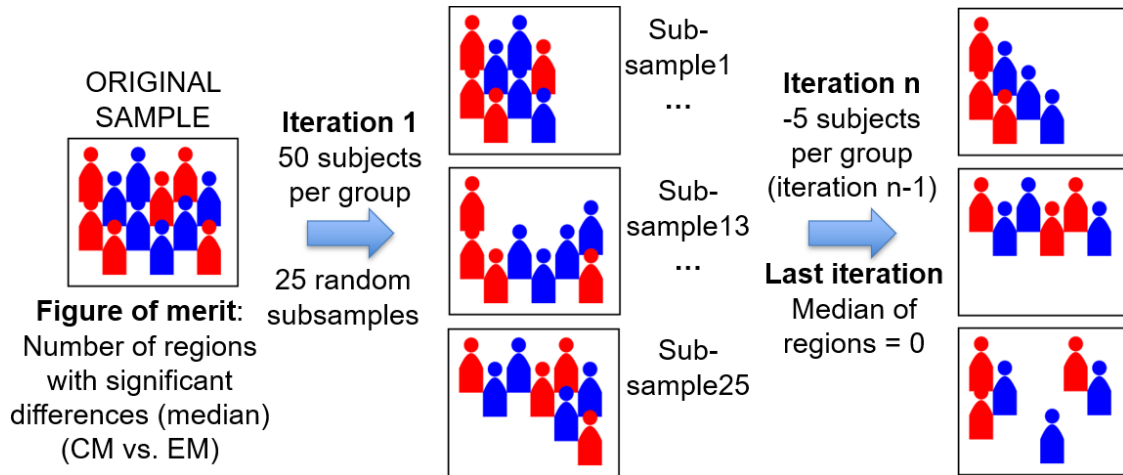 ORIGINAL
SAMPLE
Figure of merit:
Number of regions
with significant
differences (median)
(CM vs. EM)
Iteration 1
50 subjects
per group
25 random
subsamples
Sub-
sample1
...
Sub-
sample13
...
Sub-
sample25
Iteration n
-5 subjects
per group
(iteration n-1)
Last iteration
Median of
regions = 0